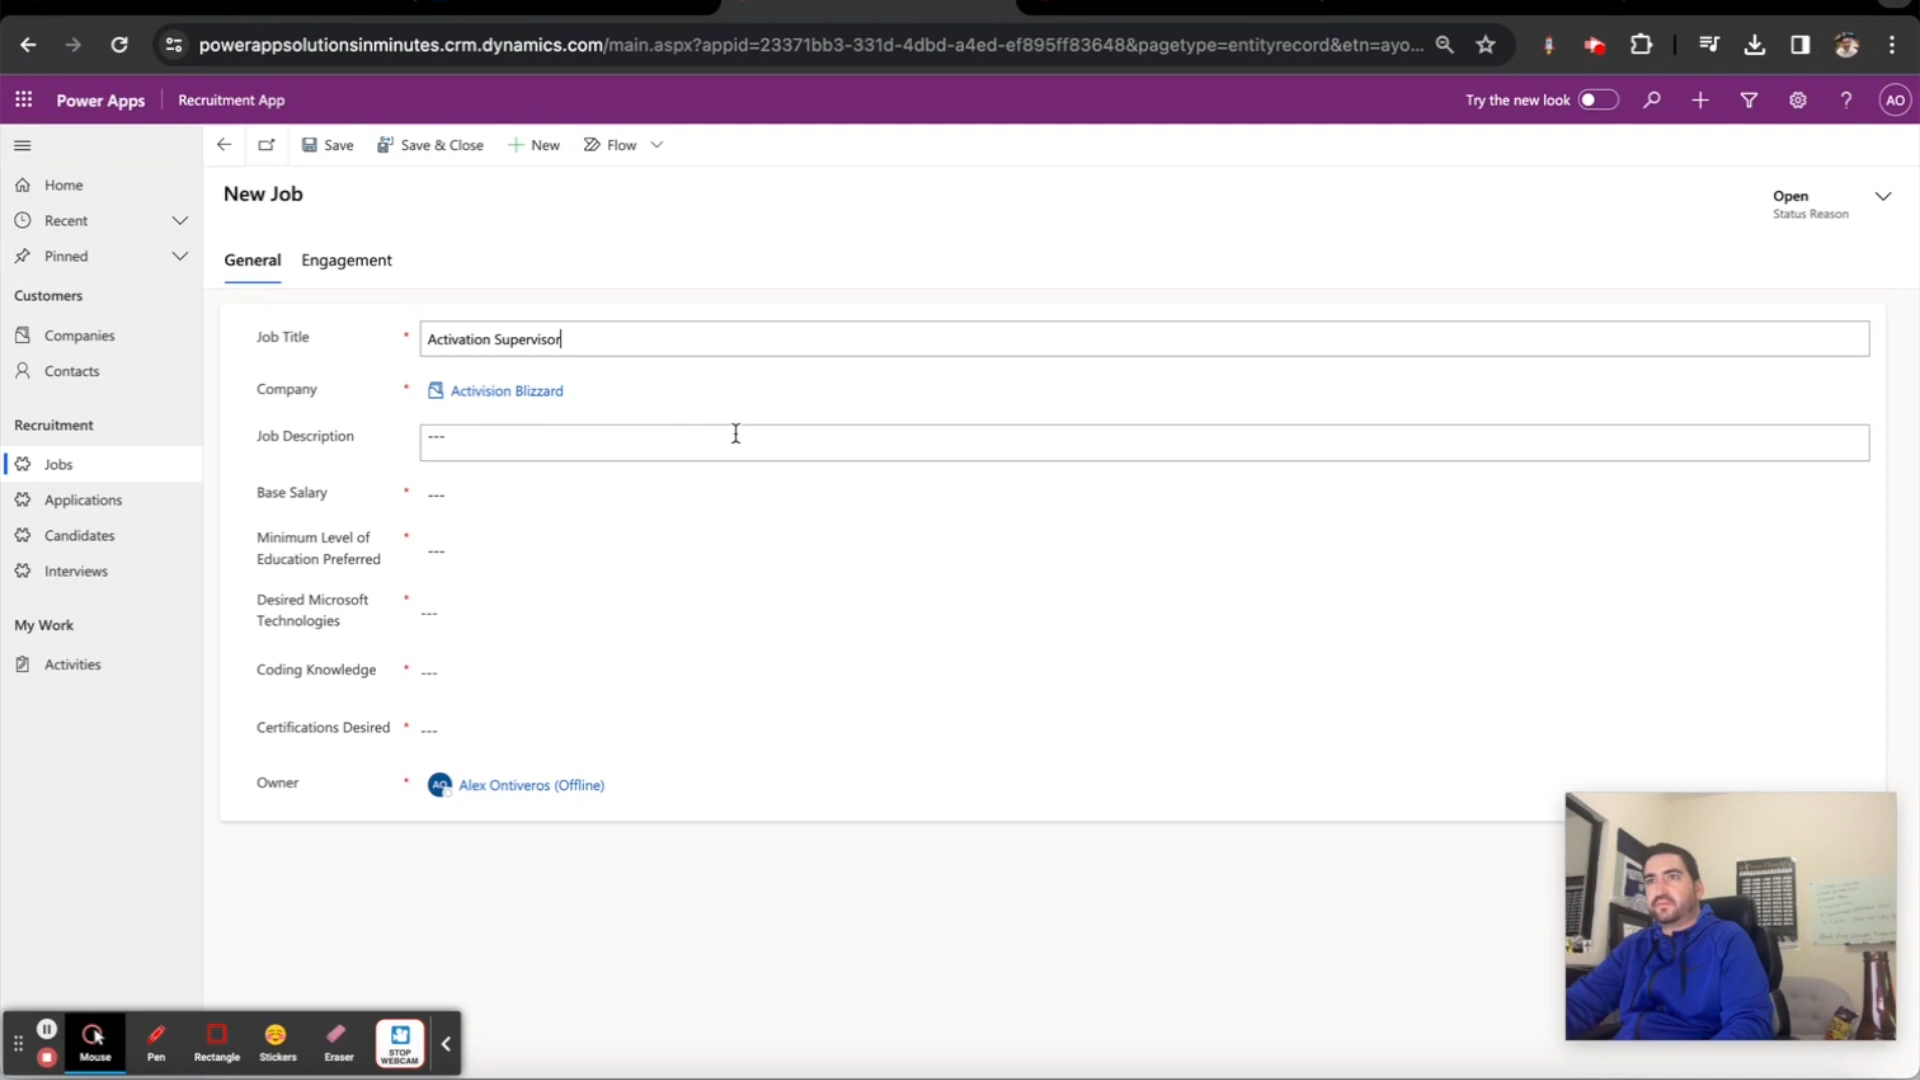 powerappsolutionsinminutes.crm.dynamics.com/main.aspx?appid=23371bb3-331d-4dbd-a4ed-ef895ff83648&pagetype=entityrecord&etn=ayo...
Power Apps
Recruitment App
Try the new look
AO
Save
Save & Close
New
Flow
Home
Recent
Pinned
Customers
Companies
Contacts
Recruitment
Jobs
Applications
Candidates
Interviews
My Work
Activities
New Job
Open
Status Reason
General
Engagement
Job Title * Activation Supervisor
Company * Activision Blizzard
Job Description ---
Base Salary * ---
Minimum Level of
Education Preferred * ---
Desired Microsoft
Technologies * ---
Coding Knowledge * ---
Certifications Desired * ---
Owner * AO Alex Ontiveros (Offline)
Mouse
Pen
Rectangle
Stickers
Eraser
STOP
WEBCAM